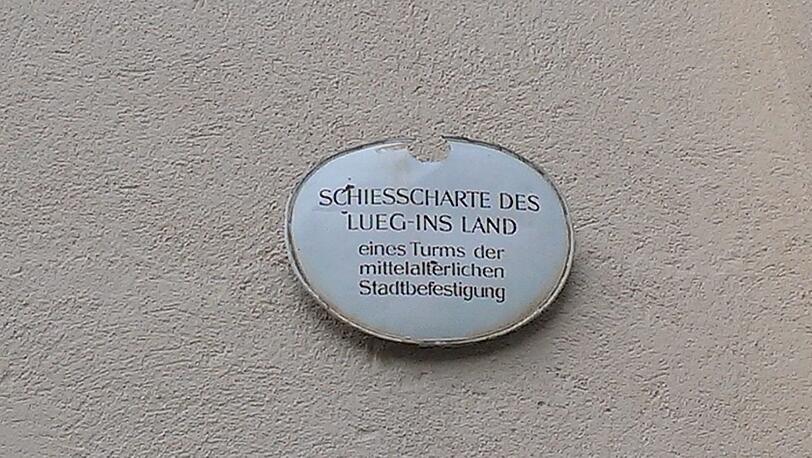 SCHIESSCHARTE DES
LUEG-INS LAND
eines Turms der
mittelalterlichen
Stadtbefestigung